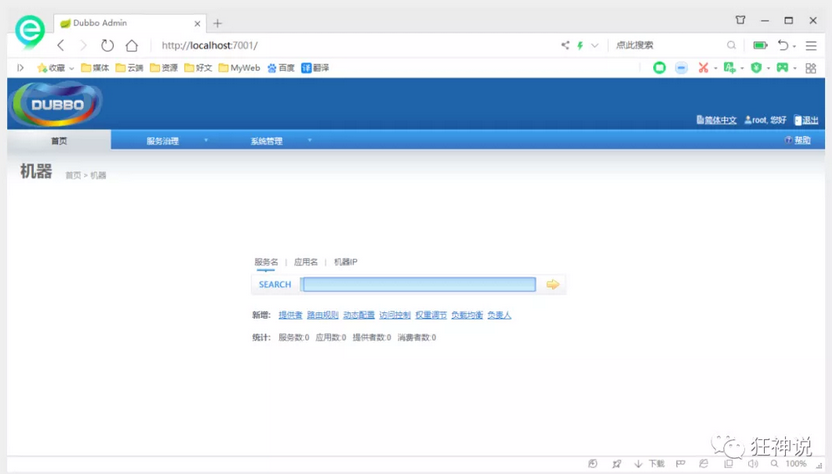 Dubbo Admin
http://localhost:7001/
点此搜索
收藏 媒体 云端 资源 好文 MyWeb 百度 译 翻译
DUBBO
简体中文 root, 您好 退出
首页 服务治理 系统管理 帮助
机器 首页 > 机器
服务名 | 应用名 | 机器IP
SEARCH
新增: 提供者 路由规则 动态配置 访问控制 权重调节 负载均衡 负责人
统计: 服务数:0 应用数:0 提供者数:0 消费者数:0
狂神说
下载 100%